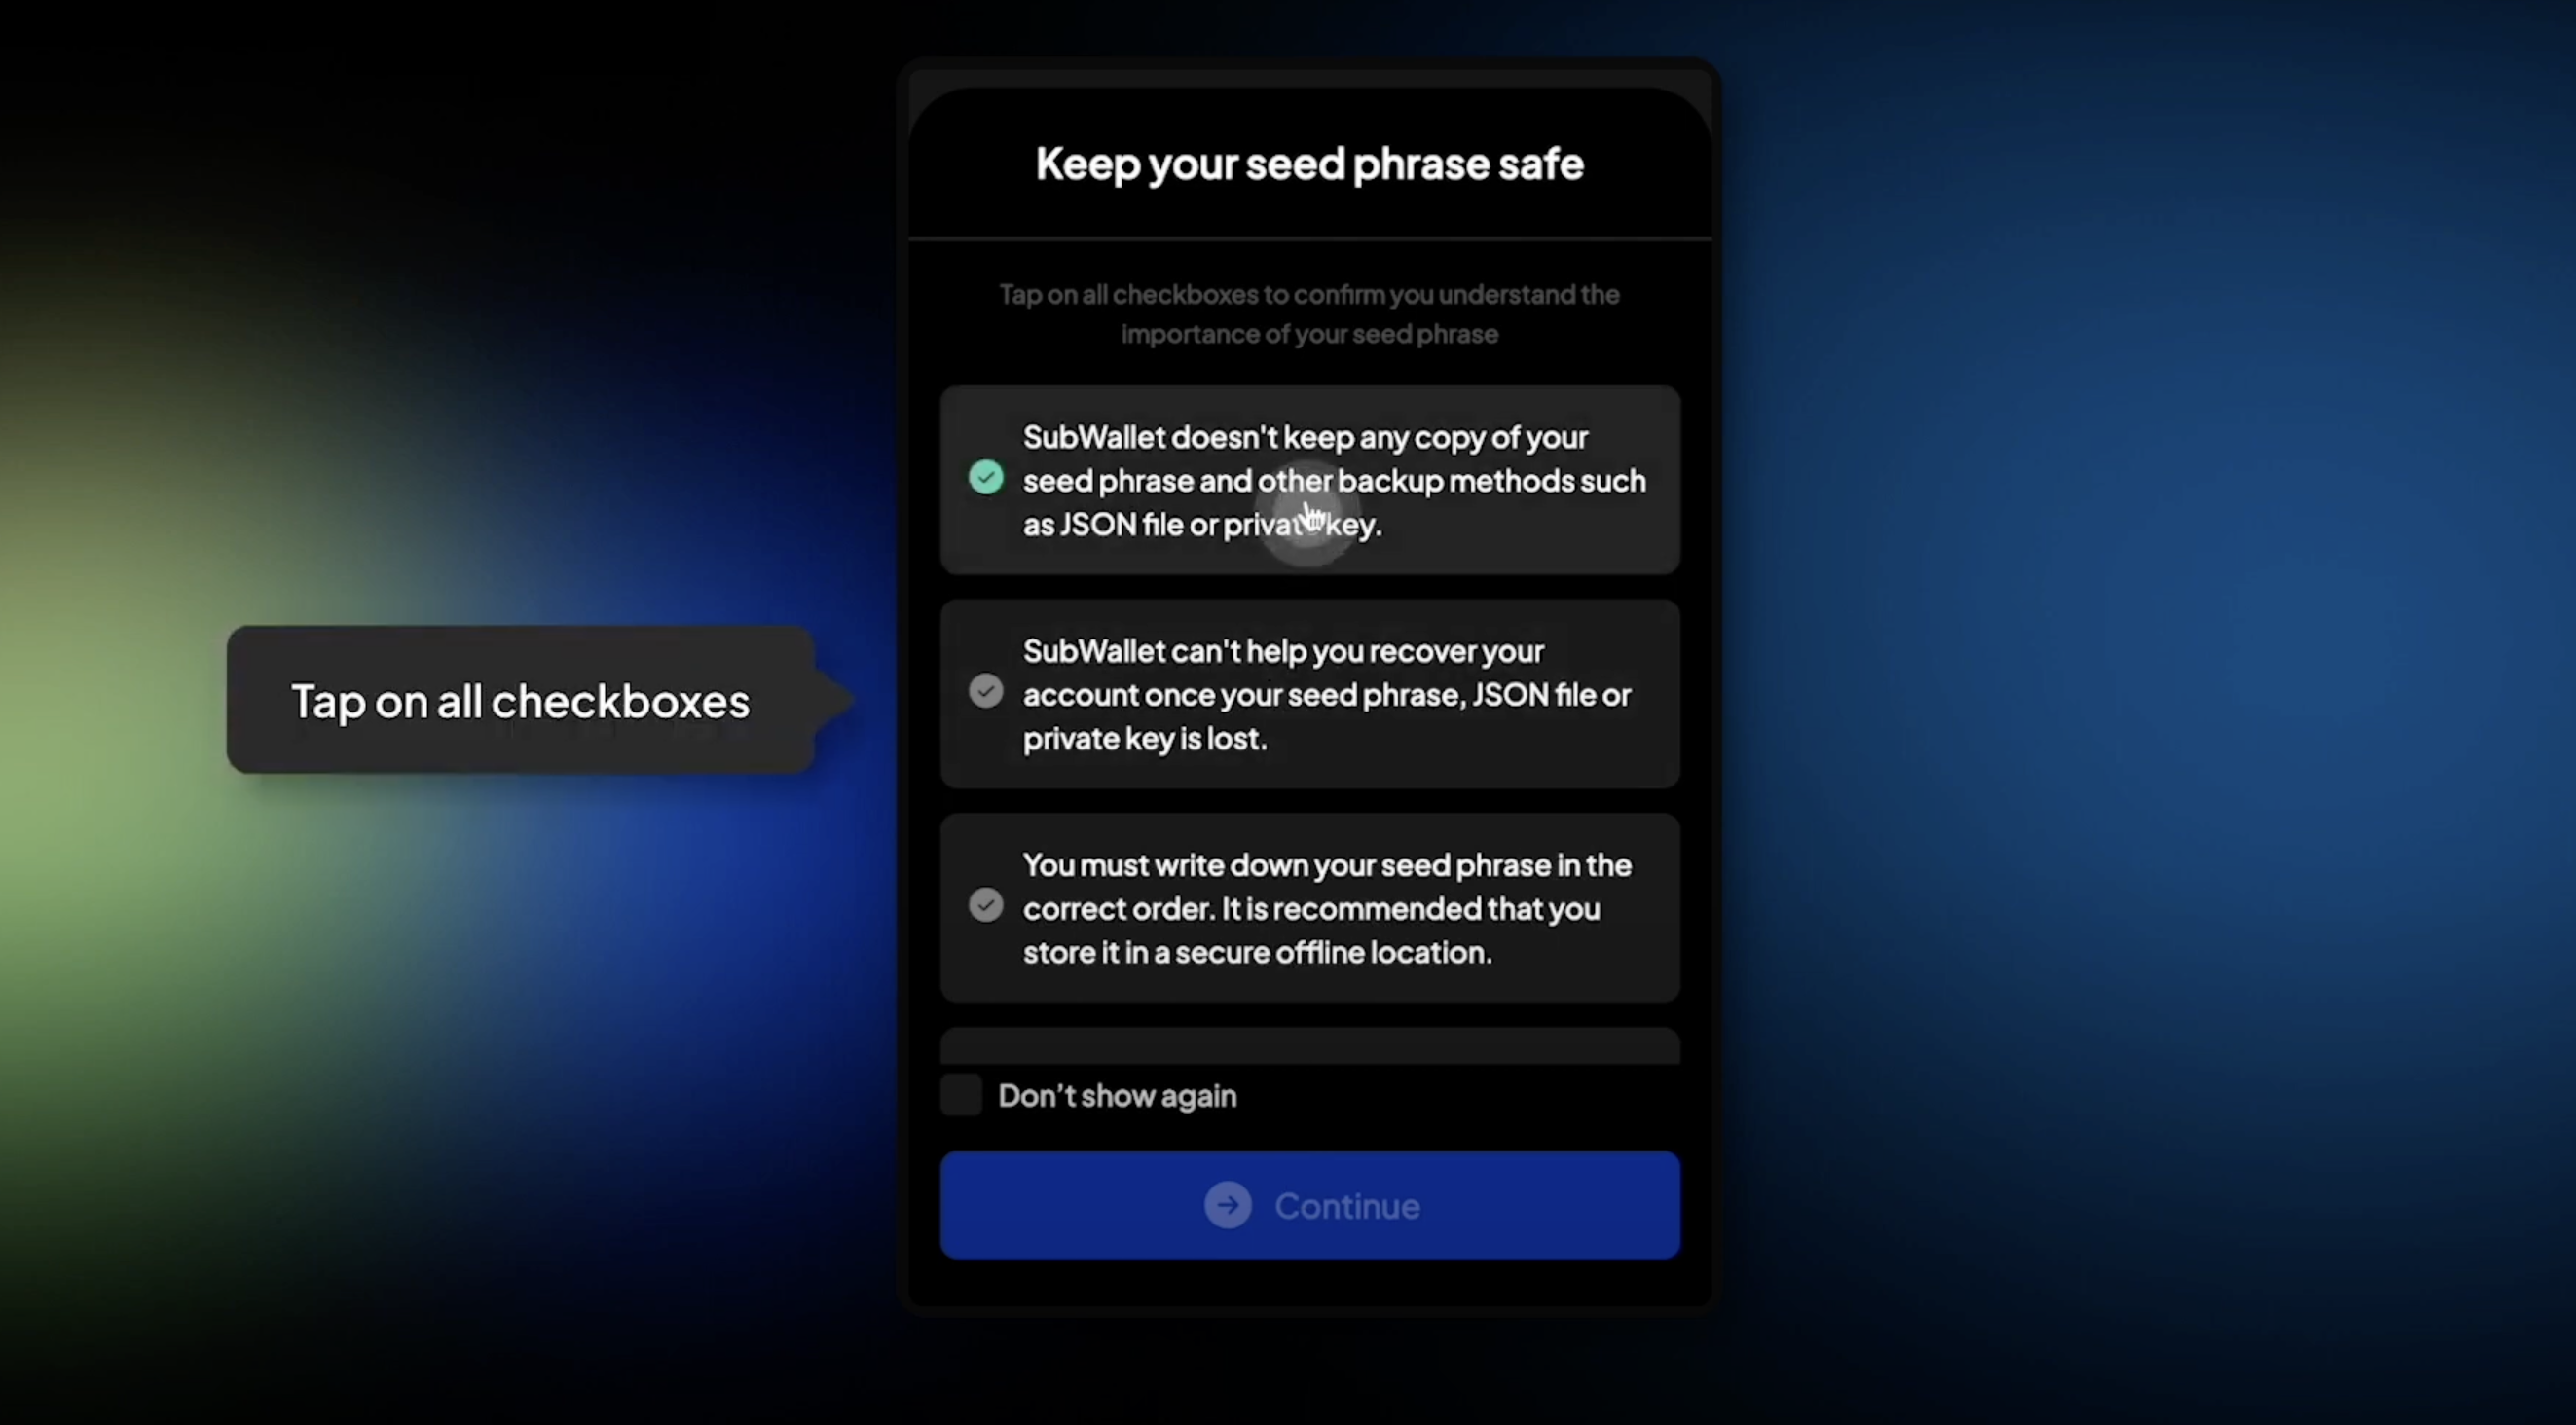 Keep your seed phrase safe
Tap on all checkboxes to confirm you understand the
importance of your seed phrase
SubWallet doesn't keep any copy of your
seed phrase and other backup methods such
as JSON file or private key.
Tap on all checkboxes
SubWallet can't help you recover your
account once your seed phrase, JSON file or
private key is lost.
You must write down your seed phrase in the
correct order. It is recommended that you
store it in a secure offline location.
Don’t show again
Continue